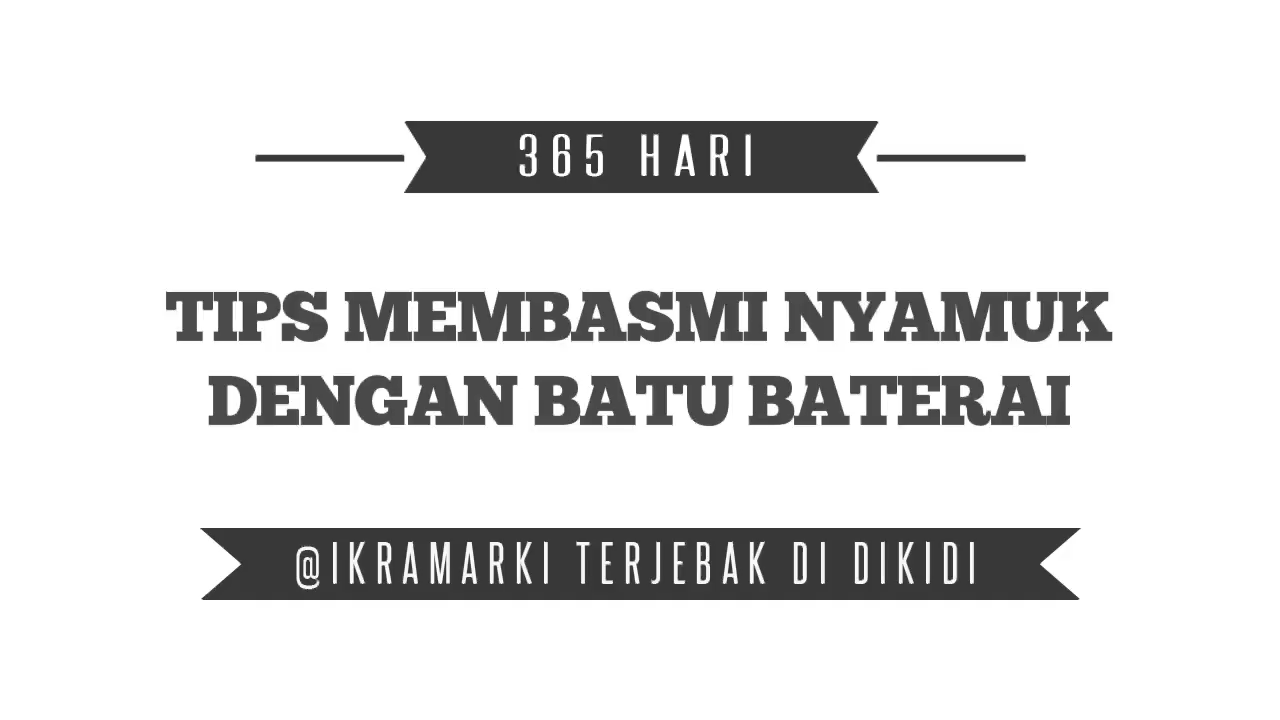 365 HARI
TIPS MEMBASMI NYAMUK
DENGAN BATU BATERAI
@IKRAMARKI TERJEBAK DI DIKIDI